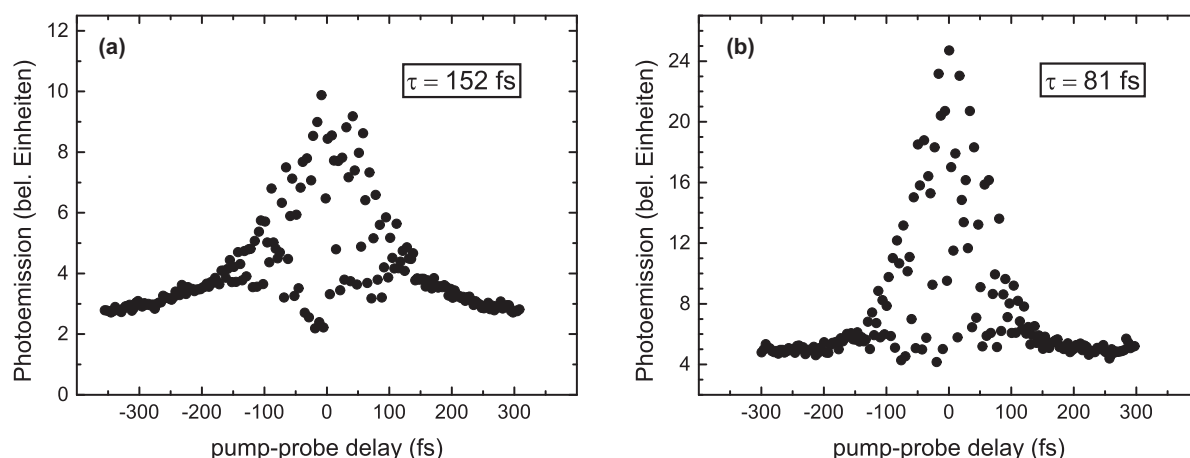 (a)
τ = 152 fs
Photoemission (bel. Einheiten)
12
10
8
6
4
2
0
-300 -200 -100 0 100 200 300
pump-probe delay (fs)
(b)
τ = 81 fs
Photoemission (bel. Einheiten)
24
20
16
12
8
4
-300 -200 -100 0 100 200 300
pump-probe delay (fs)